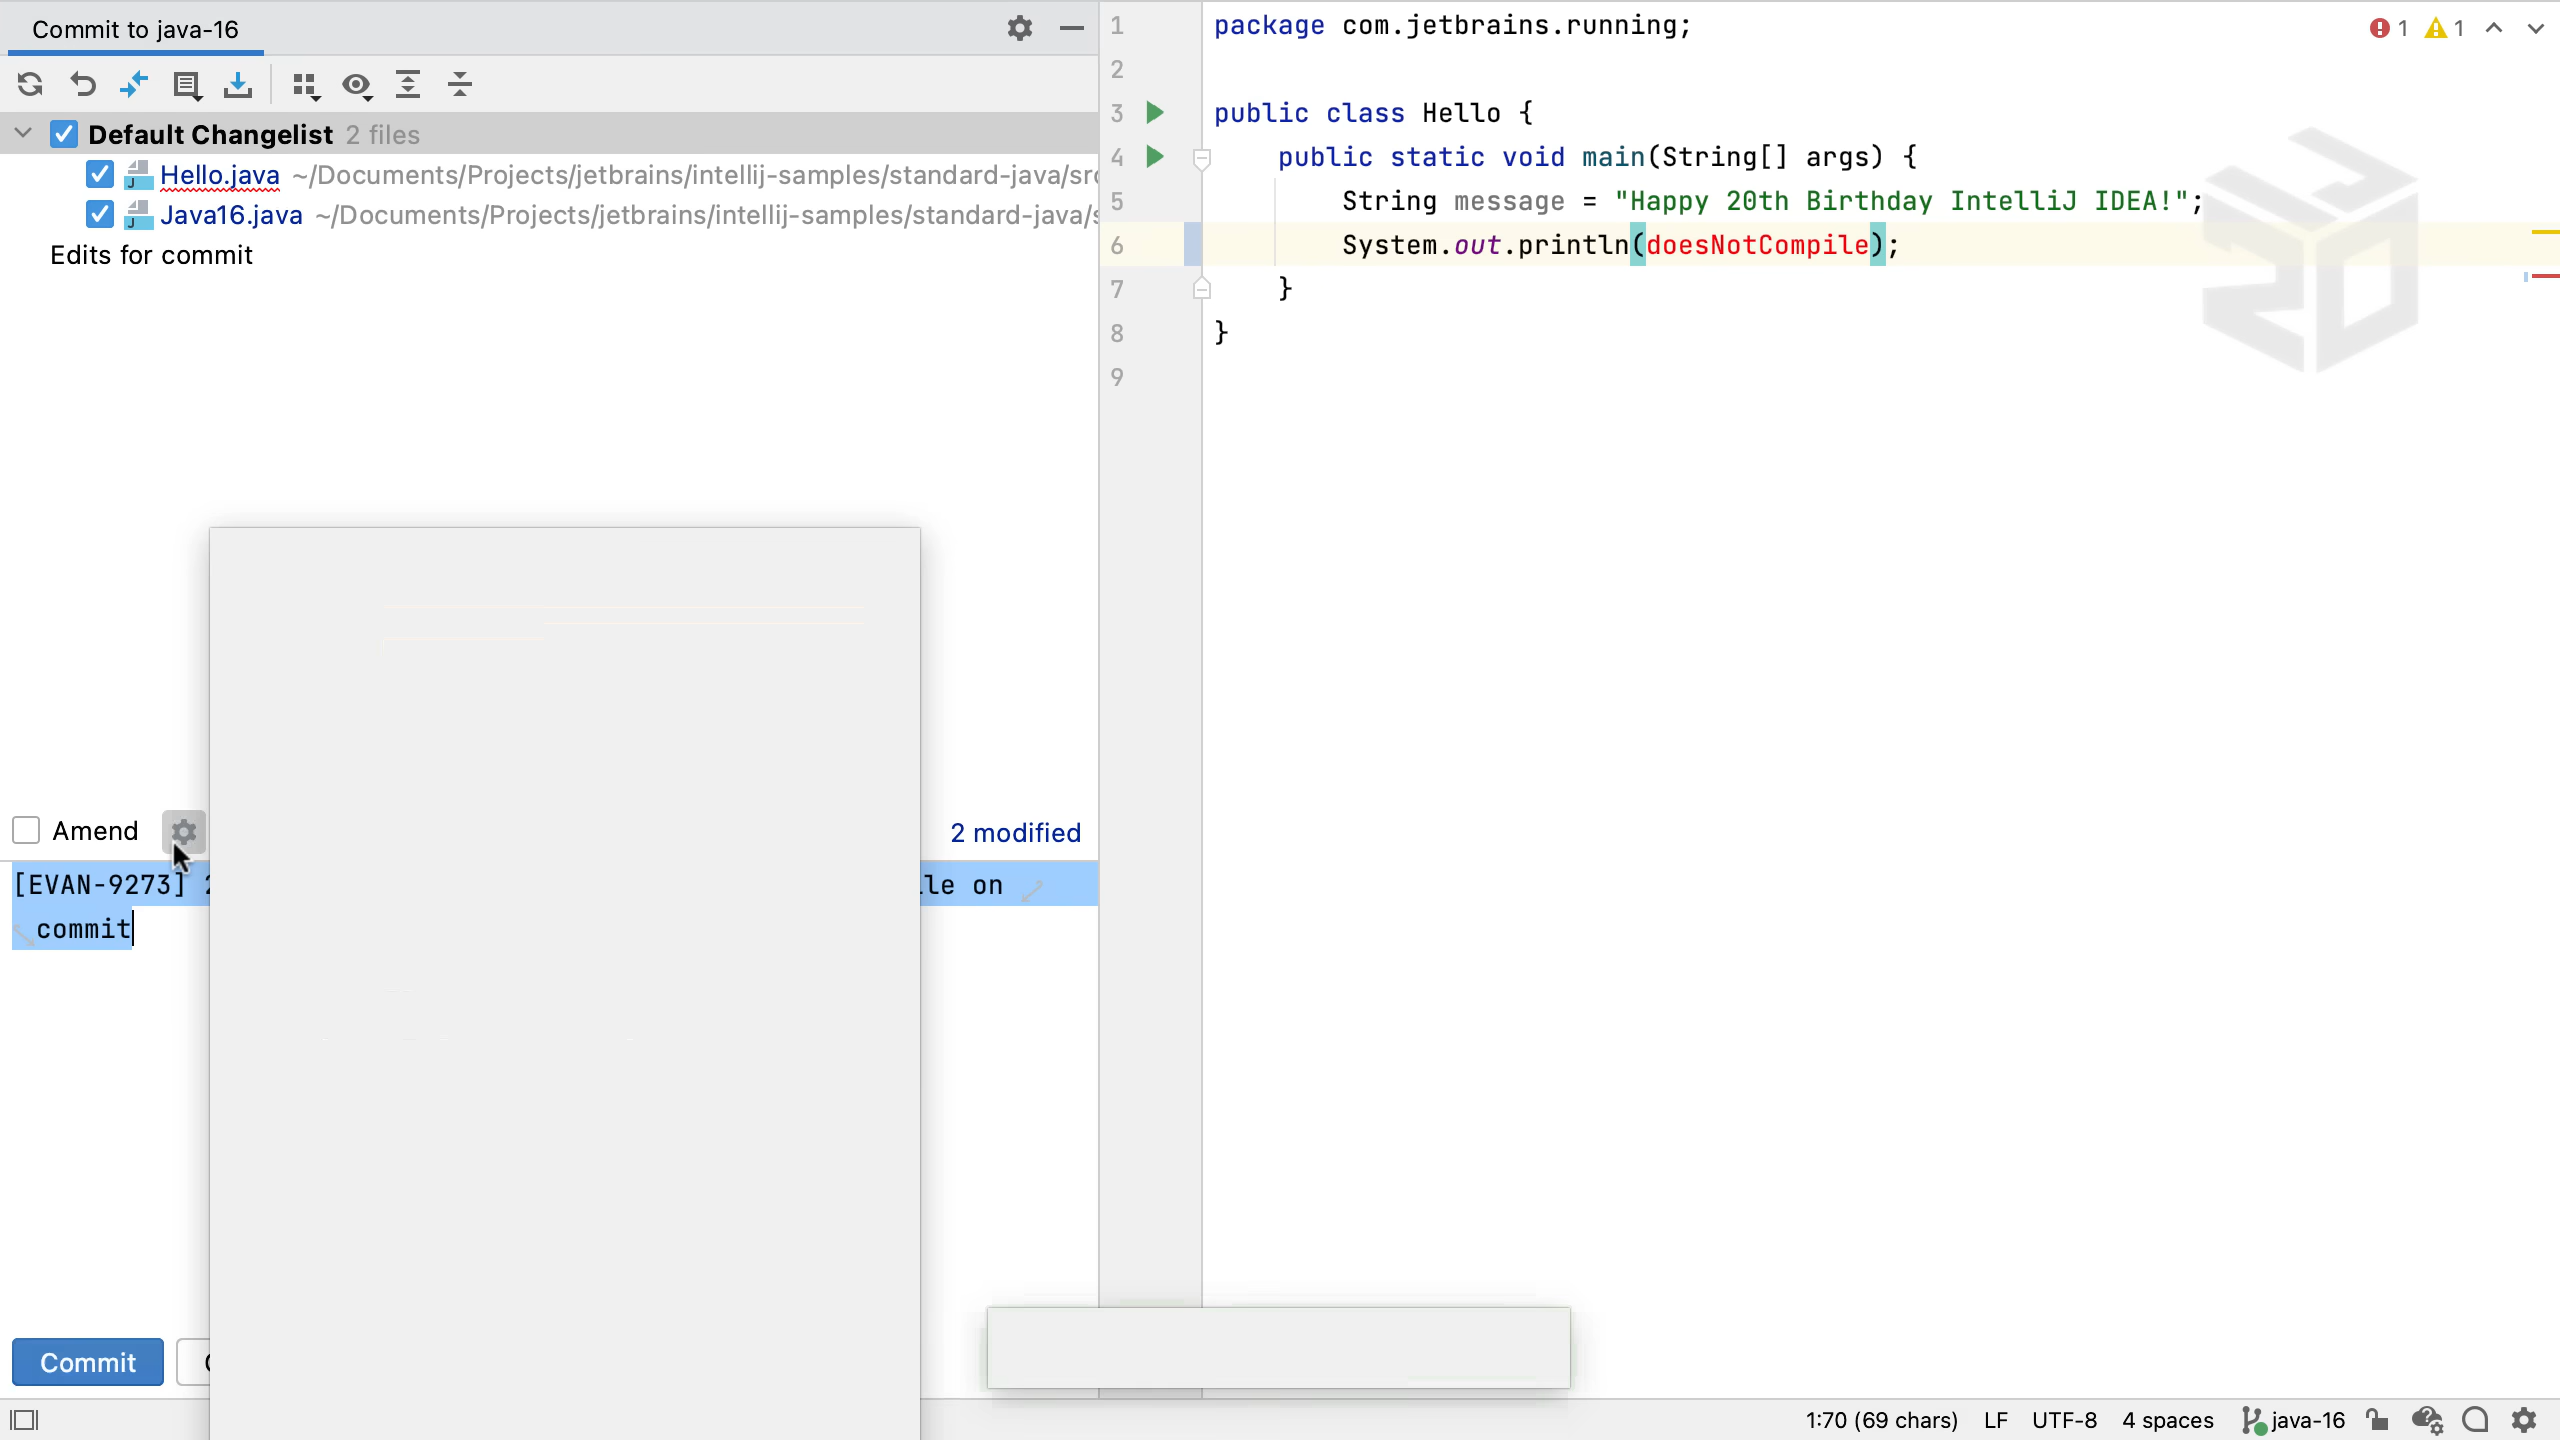 Commit to java-16
Default Changelist 2 files
Hello.java ~/Documents/Projects/jetbrains/intellij-samples/standard-java/src
Java16.java ~/Documents/Projects/jetbrains/intellij-samples/standard-java/s
Edits for commit
Amend
2 modified
[EVAN-9273]
le on
commit
Commit
1 package com.jetbrains.running;
2
3 public class Hello {
4 public static void main(String[] args) {
5 String message = "Happy 20th Birthday IntelliJ IDEA!";
6 System.out.println(doesNotCompile);
7 }
8 }
9
1 1
1:70 (69 chars) LF UTF-8 4 spaces java-16